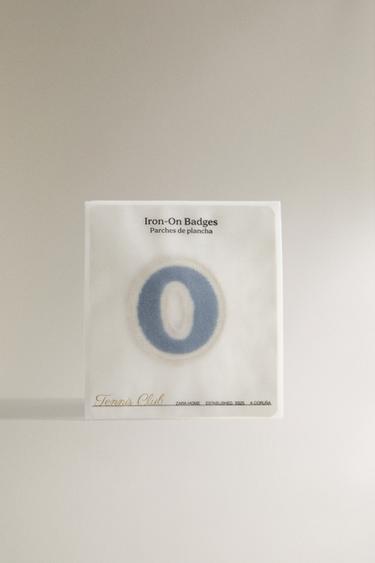 Iron-On Badges
Parches de plancha
O
Tennis Club ZARA HOME ESTABLISHED 2025 A CORUÑA